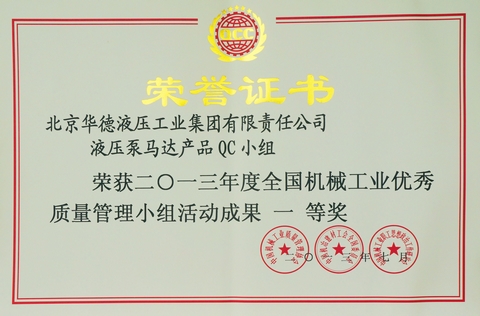 QCC
荣誉证书
北京华德液压工业集团有限责任公司
液压泵马达产品QC小组
荣获二〇一三年度全国机械工业优秀
质量管理小组活动成果 一 等奖
二〇一三年七月